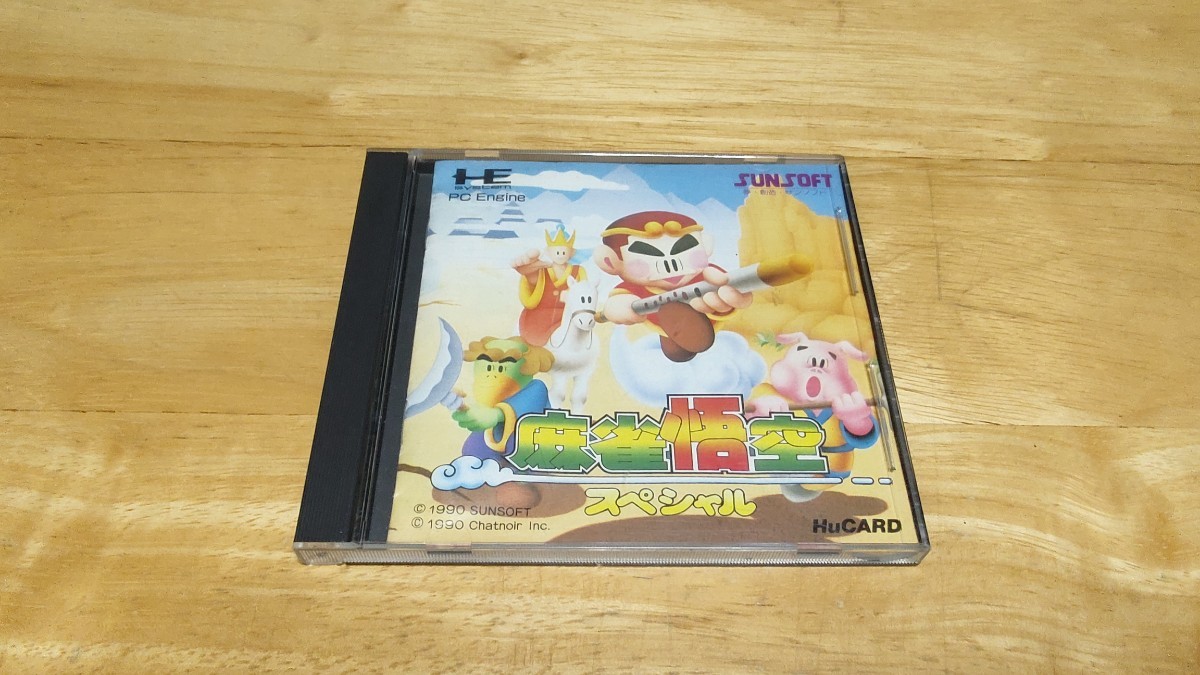 HE
system
PC Engine
SUNSOFT
麻雀悟空
スペシャル
© 1990 SUNSOFT
© 1990 Chatnoir Inc.
HuCARD